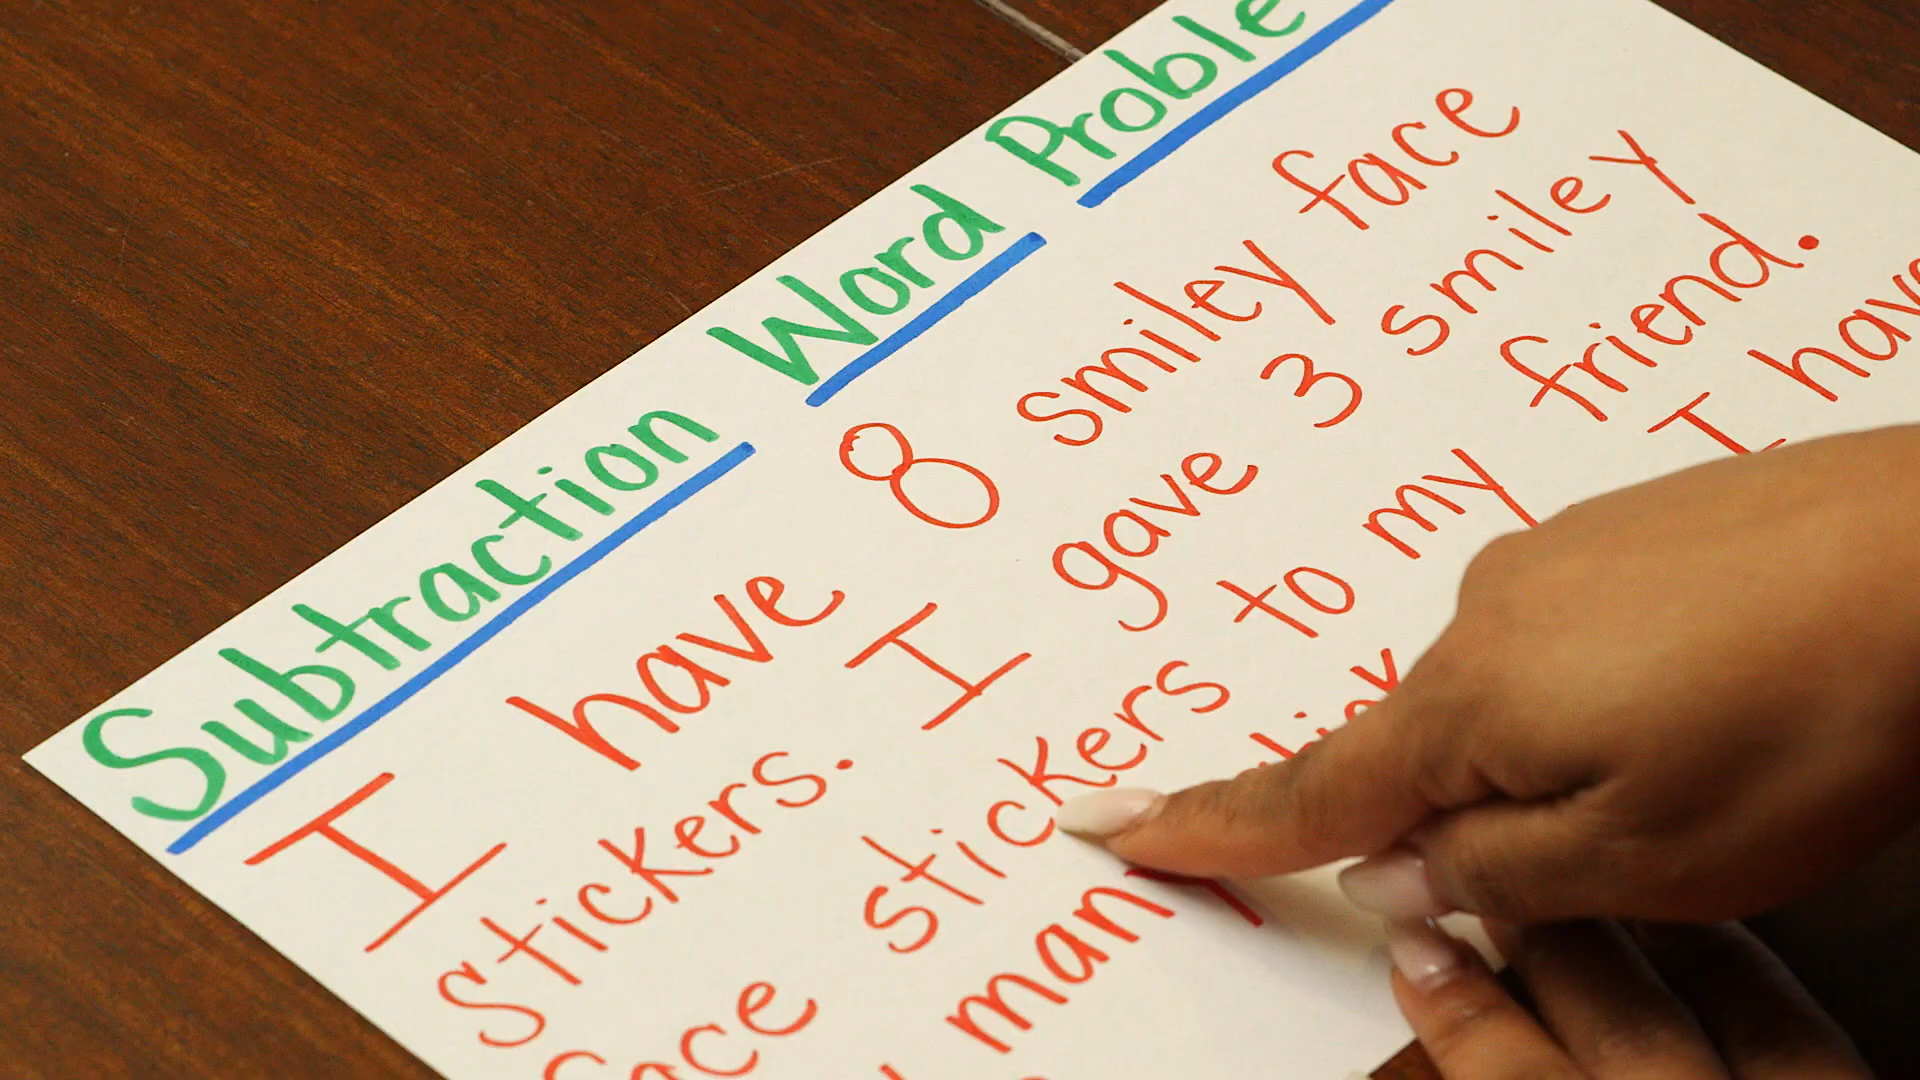 Subtraction Word Proble
I have 8 smiley face
stickers. I gave 3 smiley
face stickers to my friend.
many I have